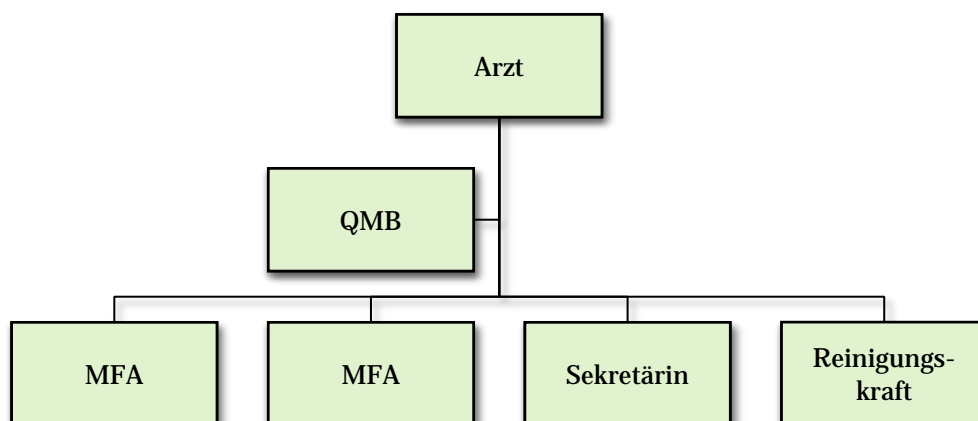 Arzt
QMB
MFA
MFA
Sekretärin
Reinigungs-
kraft